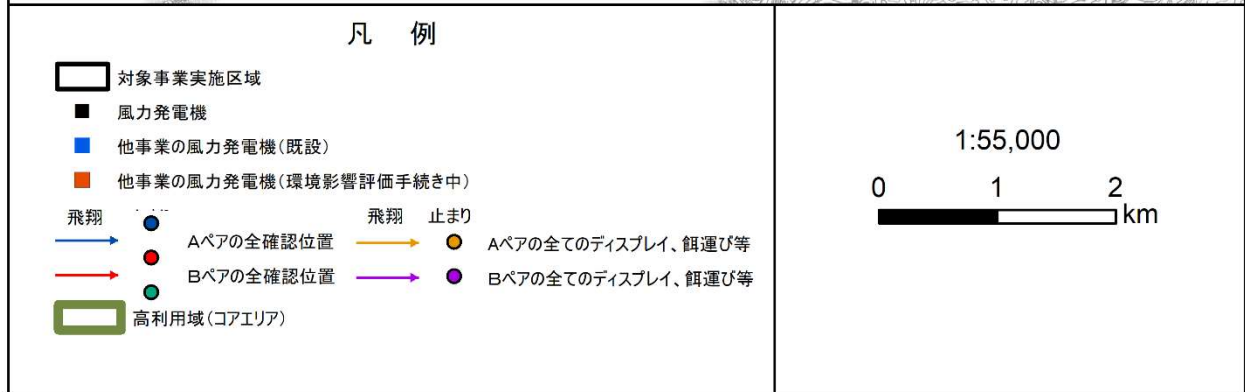 凡 例
対象事業実施区域
風力発電機
他事業の風力発電機(既設)
他事業の風力発電機(環境影響評価手続き中)
飛翔 飛翔 止まり
Aペアの全確認位置 Aペアの全てのディスプレイ、餌運び等
Bペアの全確認位置 Bペアの全てのディスプレイ、餌運び等
高利用域(コアエリア)
1:55,000
0 1 2
km